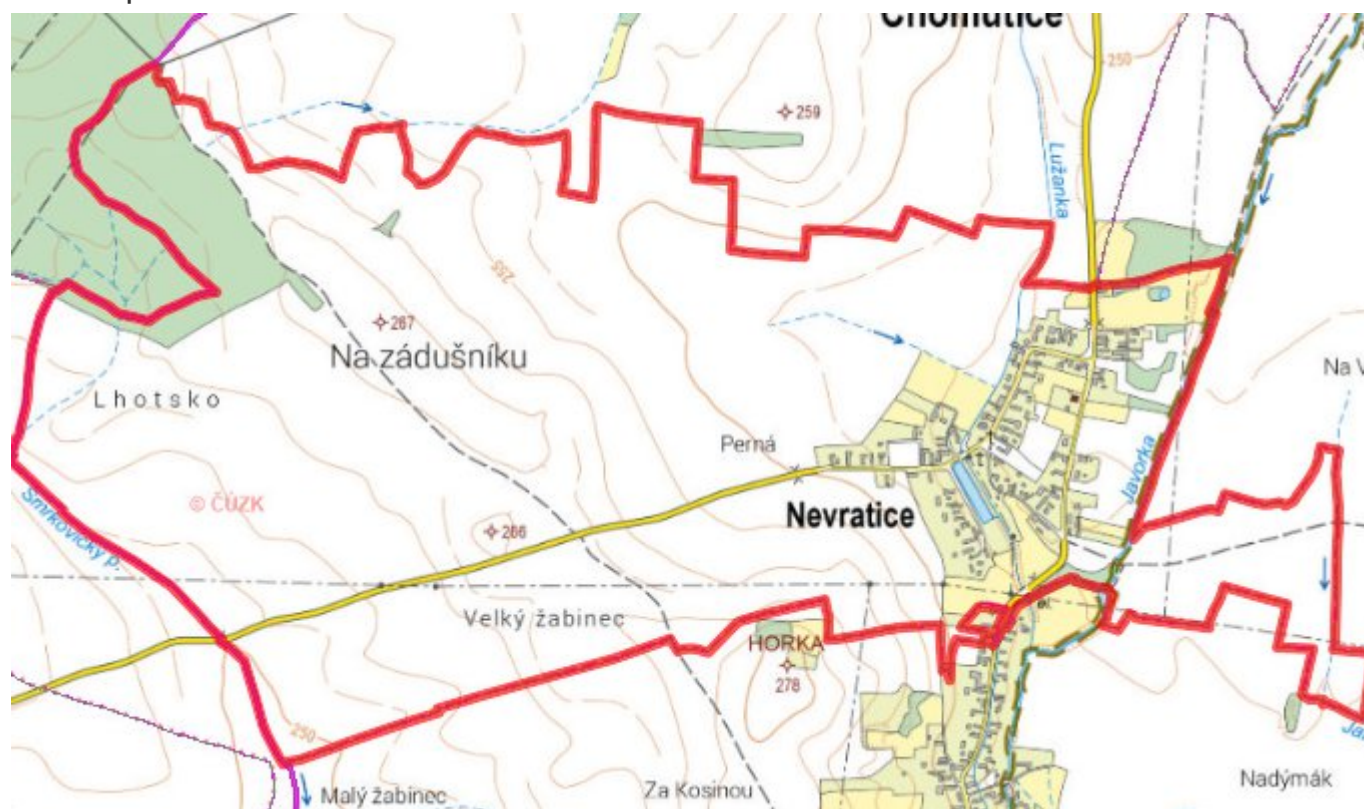 Chomutice
250
259
Lužanka
255
267
Na zádušníku
Na V
Lhotsko
Perná
Javorka
© ČÚZK
Nevratice
Smrkovický p.
266
Velký žabinec
HORKA
278
250
Nadýmák
Malý žabinec
Za Kosinou